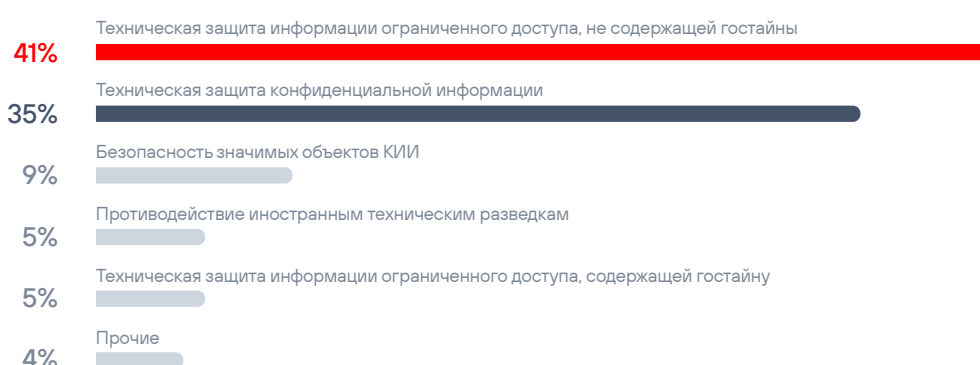 Техническая защита информации ограниченного доступа, не содержащей гостайны
41%
Техническая защита конфиденциальной информации
35%
Безопасность значимых объектов КИИ
9%
Противодействие иностранным техническим разведкам
5%
Техническая защита информации ограниченного доступа, содержащей гостайну
5%
Прочие
4%